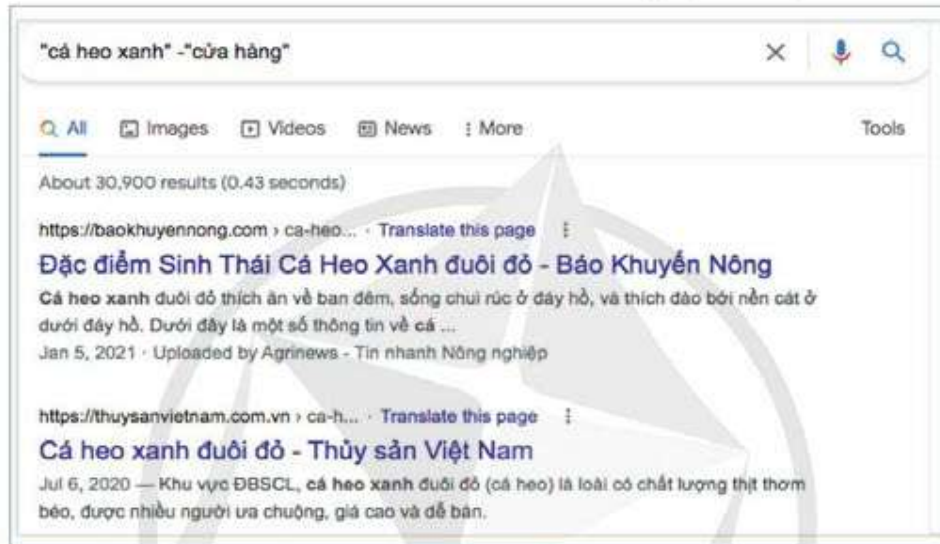 "cá heo xanh" -"cửa hàng"
All Images Videos News More Tools
About 30,900 results (0.43 seconds)
https://baokhuyennong.com › ca-heo... · Translate this page
Đặc điểm Sinh Thái Cá Heo Xanh đuôi đỏ - Báo Khuyến Nông
Cá heo xanh đuôi đỏ thích ăn về ban đêm, sống chui rúc ở đáy hồ, và thích đào bới nền cát ở
dưới đáy hồ. Dưới đây là một số thông tin về cá ...
Jan 5, 2021 · Uploaded by Agrinews - Tin nhanh Nông nghiệp
https://thuysanvietnam.com.vn › ca-h... · Translate this page
Cá heo xanh đuôi đỏ - Thủy sản Việt Nam
Jul 6, 2020 — Khu vực ĐBSCL, cá heo xanh đuôi đỏ (cá heo) là loài có chất lượng thịt thơm
béo, được nhiều người ưa chuộng, giá cao và dễ bán.